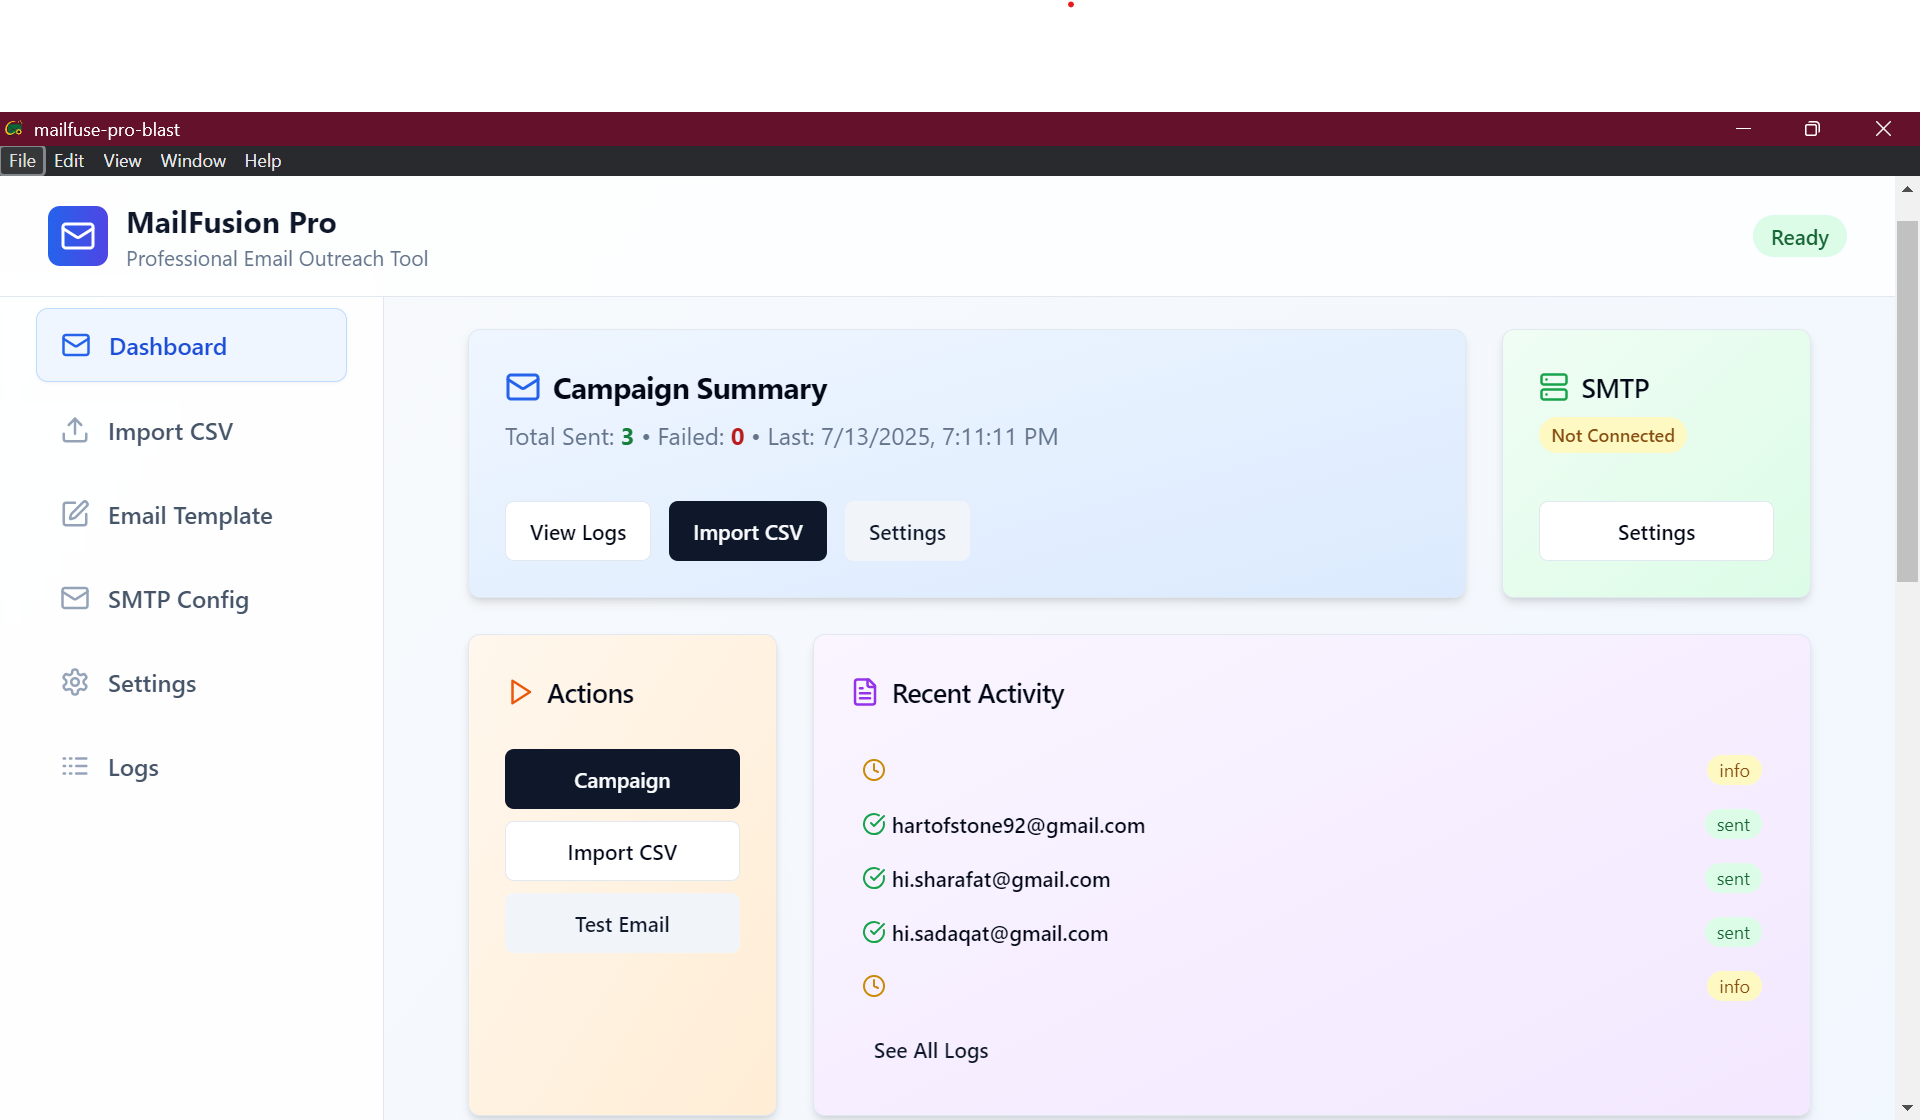 mailfuse-pro-blast
File Edit View Window Help
MailFusion Pro
Professional Email Outreach Tool
Ready
Dashboard
Import CSV
Email Template
SMTP Config
Settings
Logs
Campaign Summary
Total Sent: 3 • Failed: 0 • Last: 7/13/2025, 7:11:11 PM
View Logs Import CSV Settings
SMTP
Not Connected
Settings
Actions
Campaign
Import CSV
Test Email
Recent Activity
info
hartofstone92@gmail.com sent
hi.sharafat@gmail.com sent
hi.sadaqat@gmail.com sent
info
See All Logs